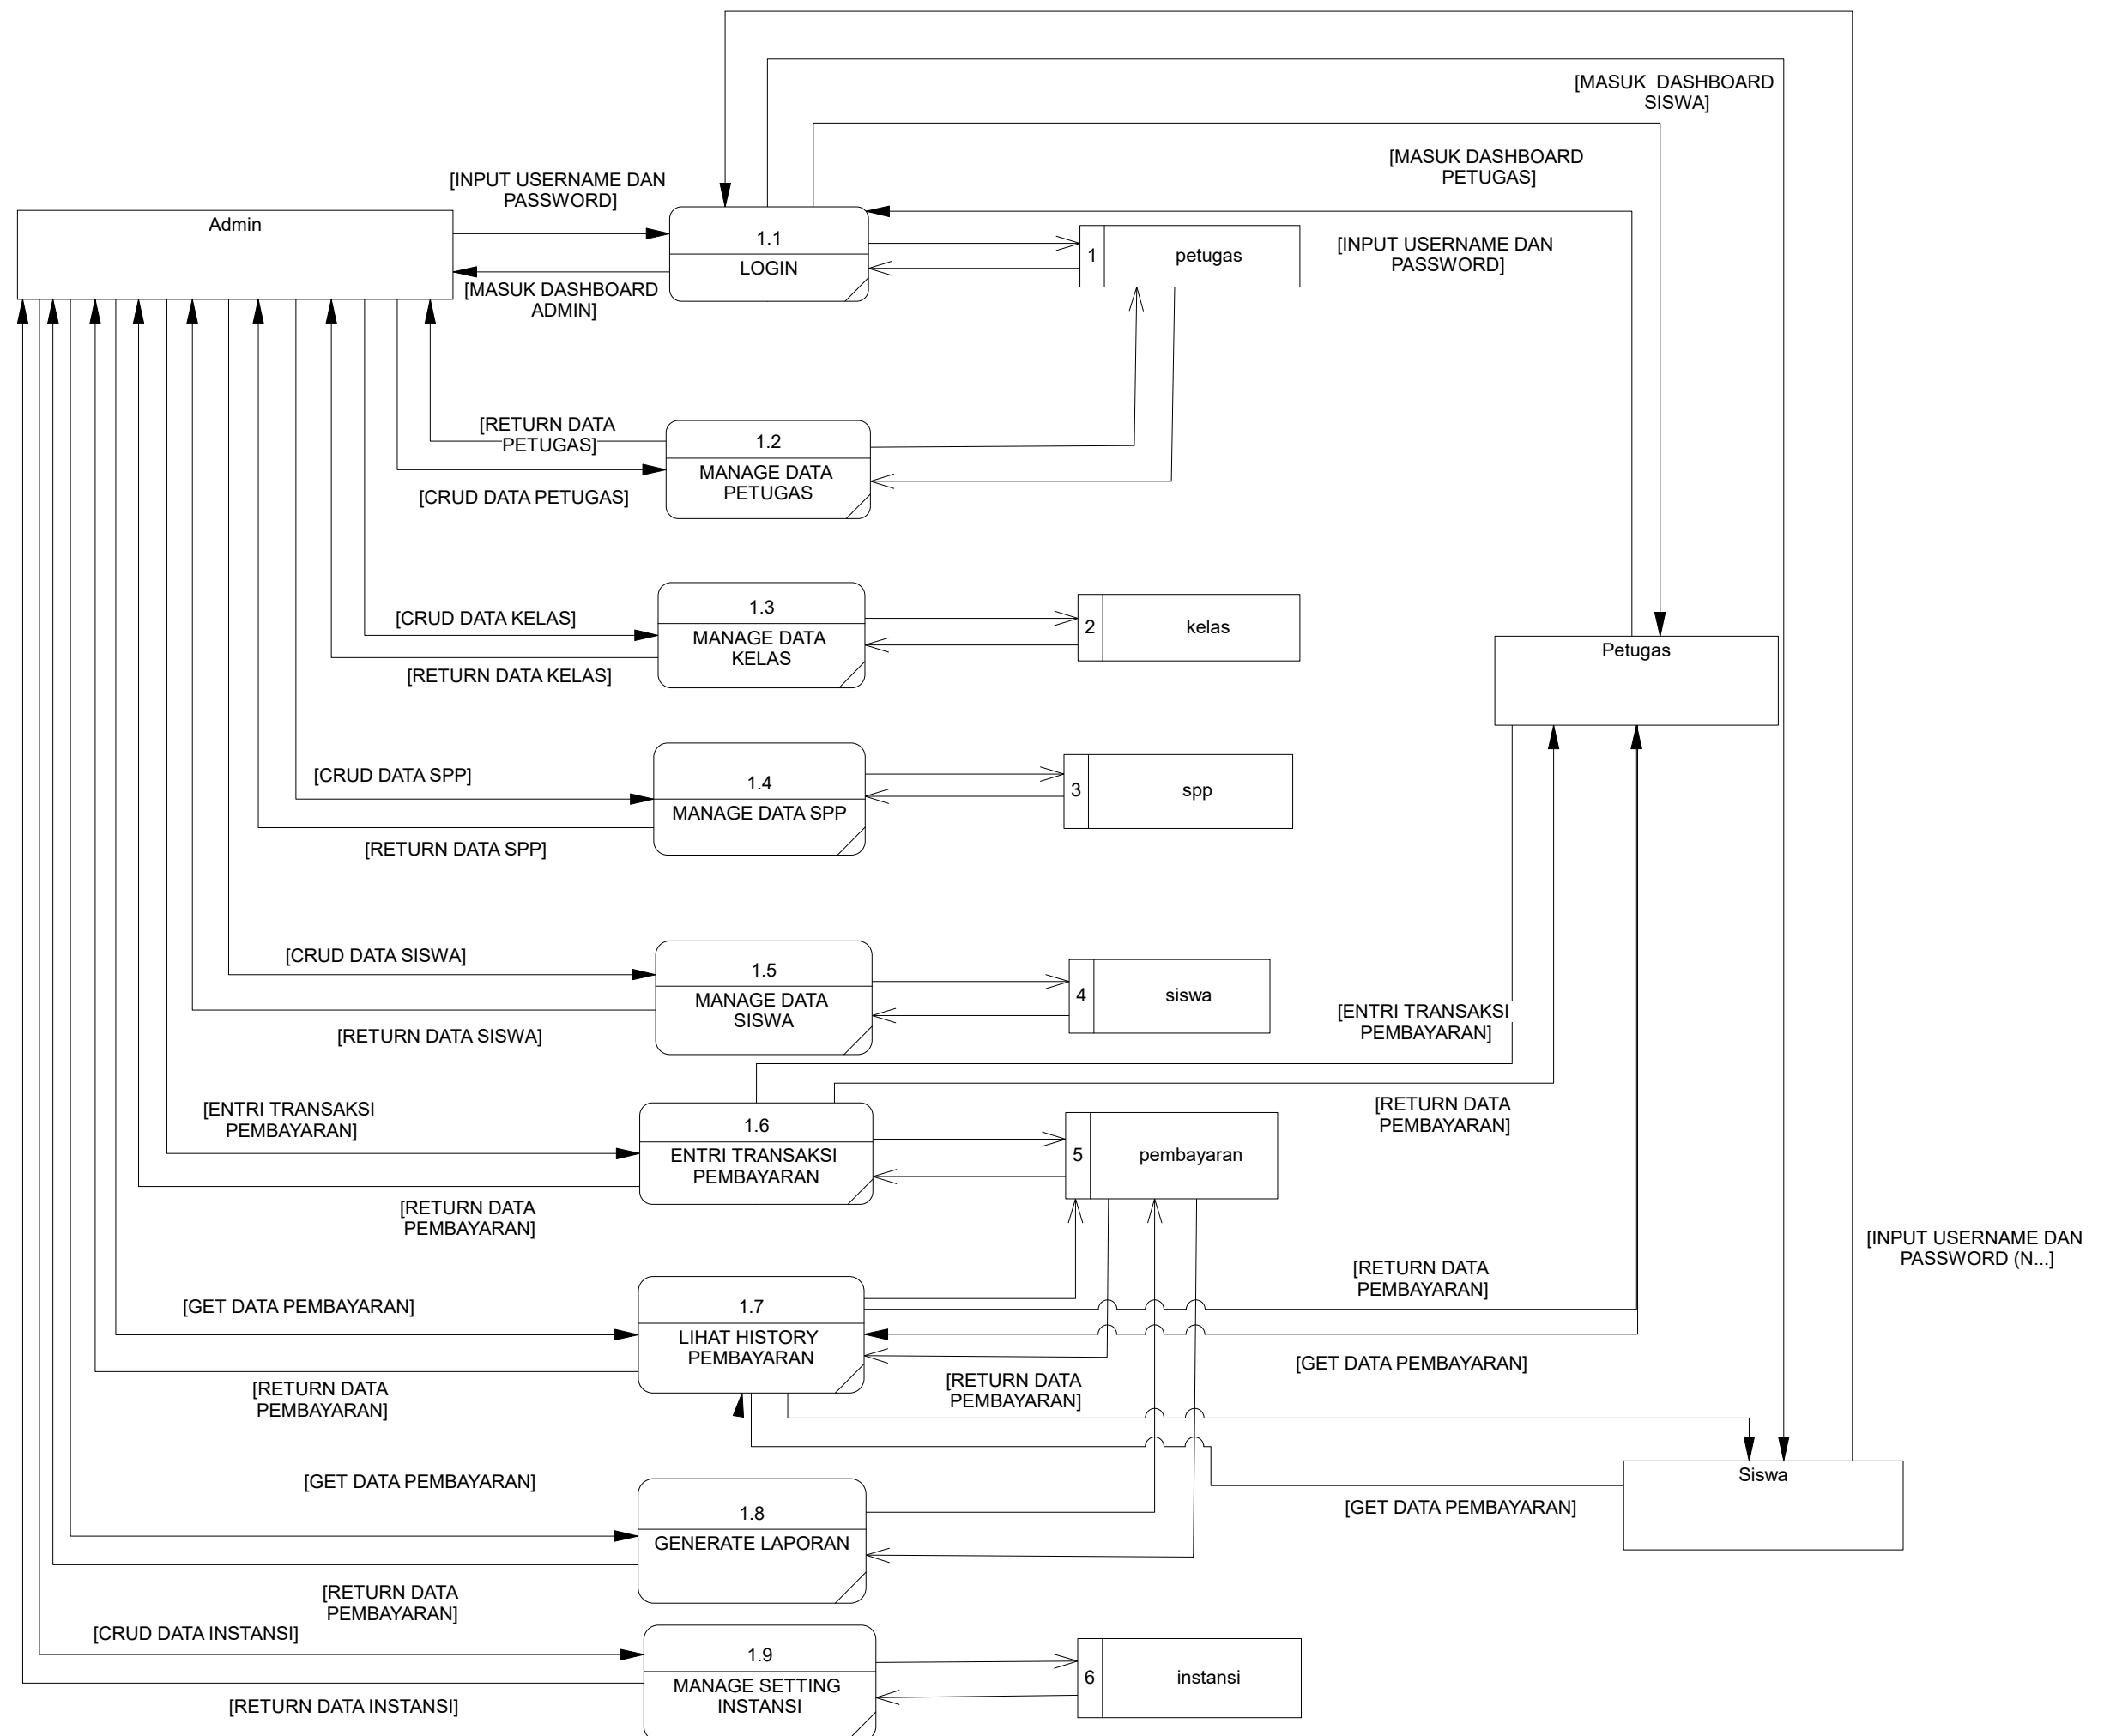 [MASUK  DASHBOARD
SISWA]
[MASUK DASHBOARD
PETUGAS]
[INPUT USERNAME DAN
PASSWORD]
Admin
1.1
LOGIN
1
petugas
[INPUT USERNAME DAN
PASSWORD]
[MASUK DASHBOARD
ADMIN]
[RETURN DATA
PETUGAS]
1.2
MANAGE DATA
PETUGAS
[CRUD DATA PETUGAS]
1.3
MANAGE DATA
KELAS
[CRUD DATA KELAS]
[RETURN DATA KELAS]
2
kelas
Petugas
[CRUD DATA SPP]
1.4
MANAGE DATA SPP
3
spp
[RETURN DATA SPP]
[CRUD DATA SISWA]
1.5
MANAGE DATA
SISWA
4
siswa
[RETURN DATA SISWA]
[ENTRI TRANSAKSI
PEMBAYARAN]
[ENTRI TRANSAKSI
PEMBAYARAN]
1.6
ENTRI TRANSAKSI
PEMBAYARAN
5
pembayaran
[RETURN DATA
PEMBAYARAN]
[RETURN DATA
PEMBAYARAN]
[INPUT USERNAME DAN
PASSWORD (N...]
[RETURN DATA
PEMBAYARAN]
[GET DATA PEMBAYARAN]
1.7
LIHAT HISTORY
PEMBAYARAN
[GET DATA PEMBAYARAN]
[RETURN DATA
PEMBAYARAN]
[RETURN DATA
PEMBAYARAN]
[GET DATA PEMBAYARAN]
Siswa
[GET DATA PEMBAYARAN]
1.8
GENERATE LAPORAN
[RETURN DATA
PEMBAYARAN]
[CRUD DATA INSTANSI]
1.9
MANAGE SETTING
INSTANSI
6
instansi
[RETURN DATA INSTANSI]